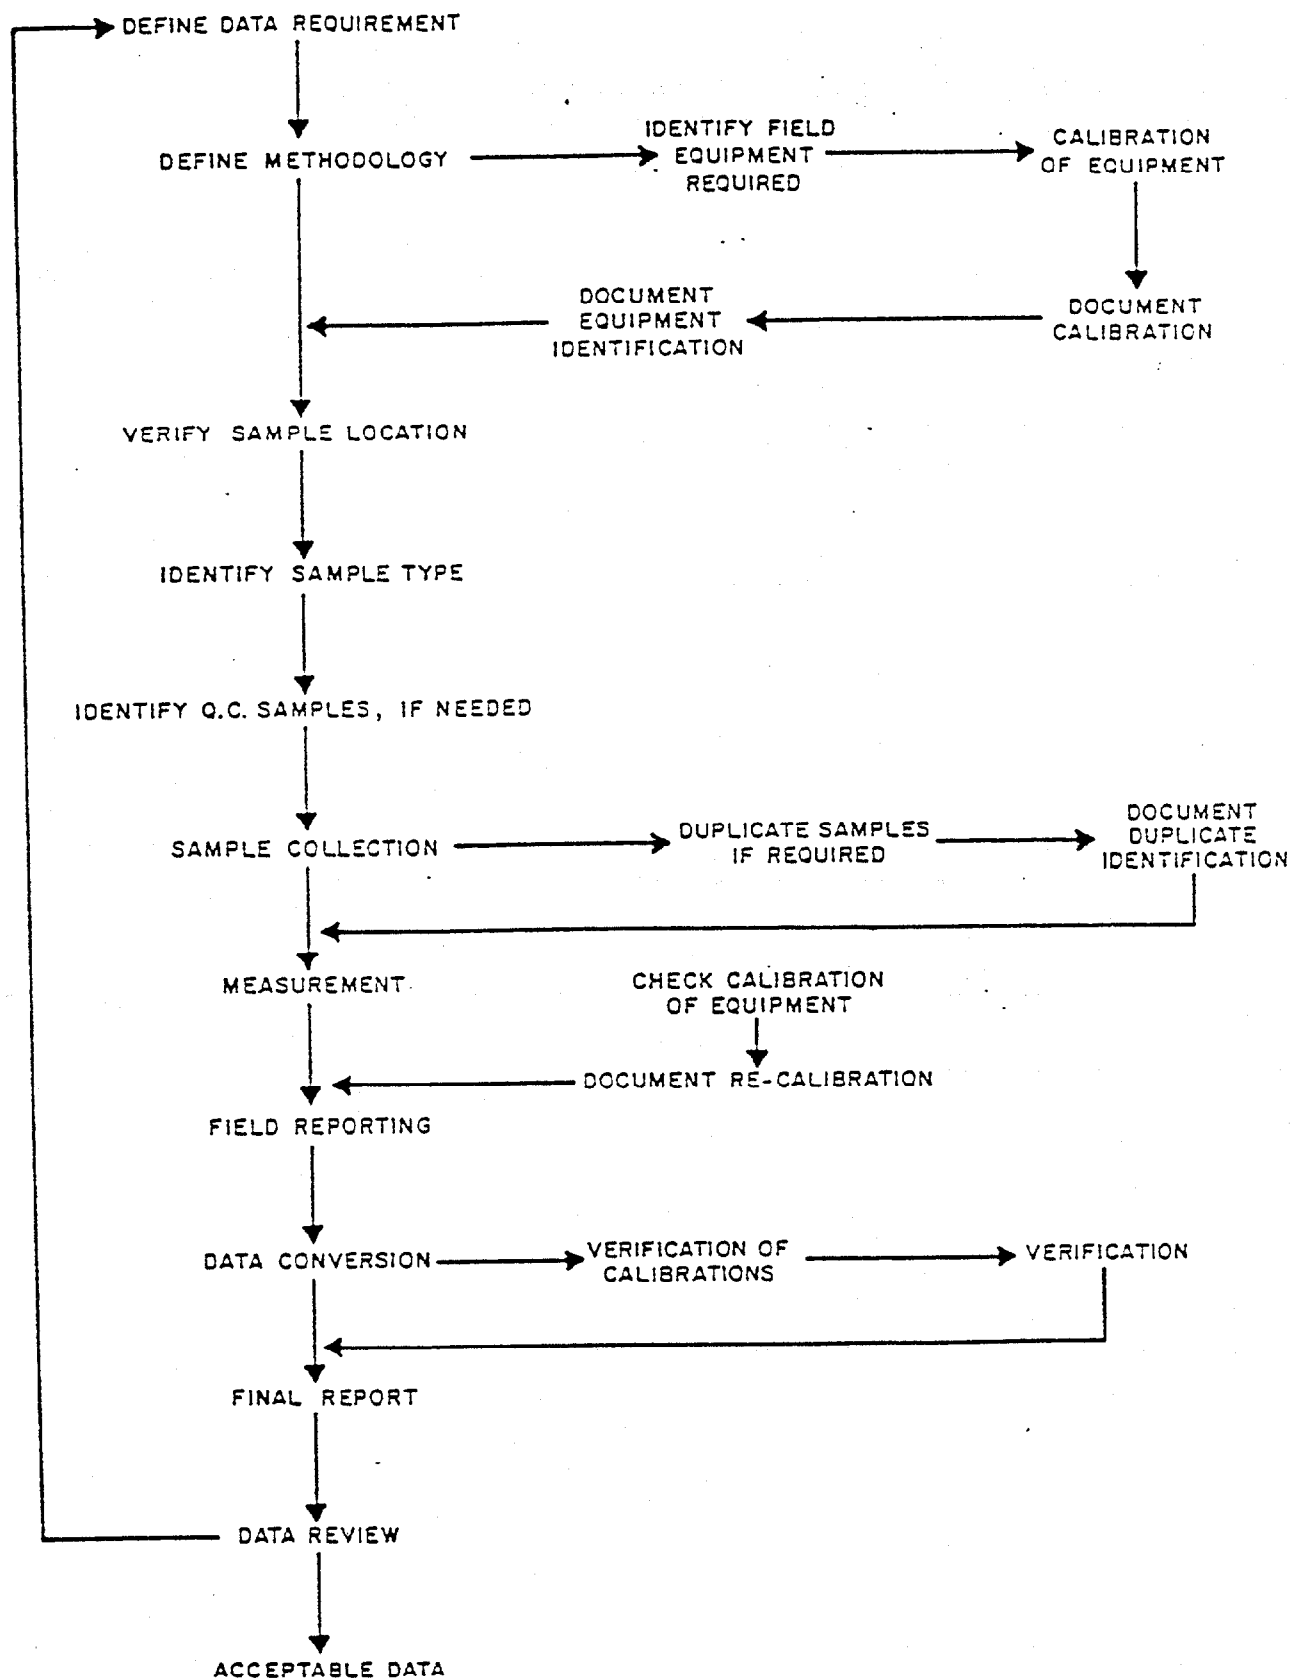 DEFINE DATA REQUIREMENT
DEFINE METHODOLOGY
IDENTIFY FIELD
EQUIPMENT
REQUIRED
CALIBRATION
OF EQUIPMENT
DOCUMENT
EQUIPMENT
IDENTIFICATION
DOCUMENT
CALIBRATION
VERIFY SAMPLE LOCATION
IDENTIFY SAMPLE TYPE
IDENTIFY Q.C. SAMPLES, IF NEEDED
SAMPLE COLLECTION
DUPLICATE SAMPLES
IF REQUIRED
DOCUMENT
DUPLICATE
IDENTIFICATION
MEASUREMENT
CHECK CALIBRATION
OF EQUIPMENT
DOCUMENT RE-CALIBRATION
FIELD REPORTING
DATA CONVERSION
VERIFICATION OF
CALIBRATIONS
VERIFICATION
FINAL REPORT
DATA REVIEW
ACCEPTABLE DATA